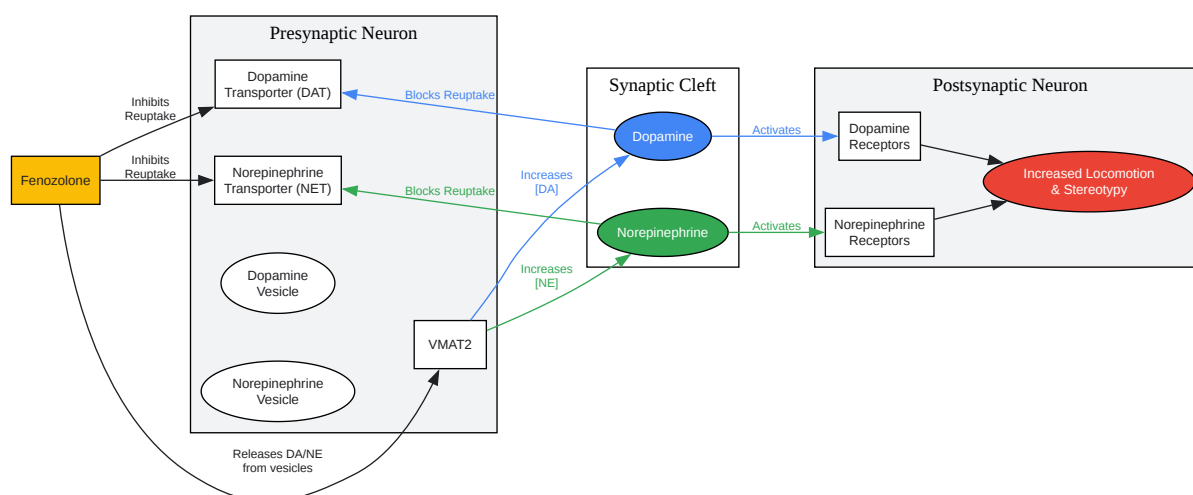 Presynaptic Neuron
Synaptic Cleft
Postsynaptic Neuron
Fenozolone
Inhibits
Reuptake
Inhibits
Reuptake
Dopamine
Transporter (DAT)
Norepinephrine
Transporter (NET)
Dopamine
Vesicle
Norepinephrine
Vesicle
VMAT2
Releases DA/NE
from vesicles
Blocks Reuptake
Blocks Reuptake
Increases
[DA]
Increases
[NE]
Dopamine
Norepinephrine
Activates
Activates
Dopamine
Receptors
Norepinephrine
Receptors
Increased Locomotion
& Stereotypy